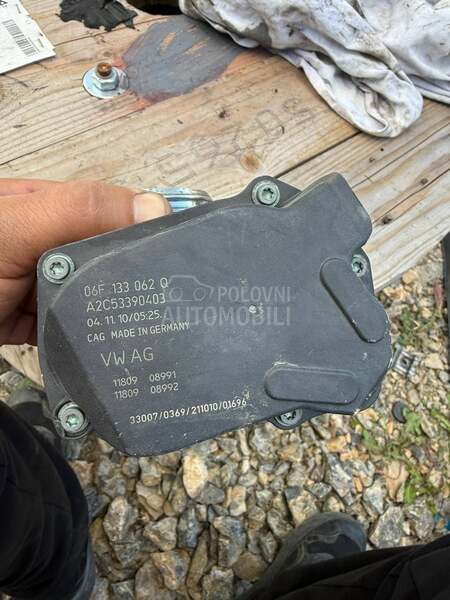 06F 133 062 Q
A2C53390403
04.11.10/05:25
CAG MADE IN GERMANY
VW AG
11809 08991
11809 08992
33007/0369/211010/01696
POLOVNI
AUTOMOBILI